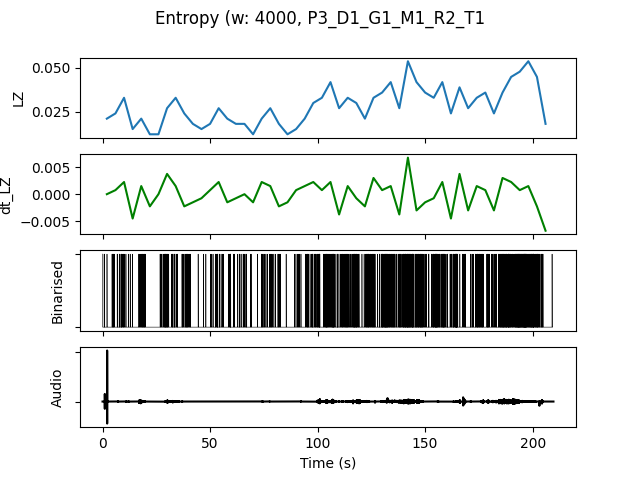 Entropy (w: 4000, P3_D1_G1_M1_R2_T1
0.050
0.025
LZ
0.005
0.000
−0.005
dt_LZ
Binarised
Audio
0 50 100 150 200
Time (s)